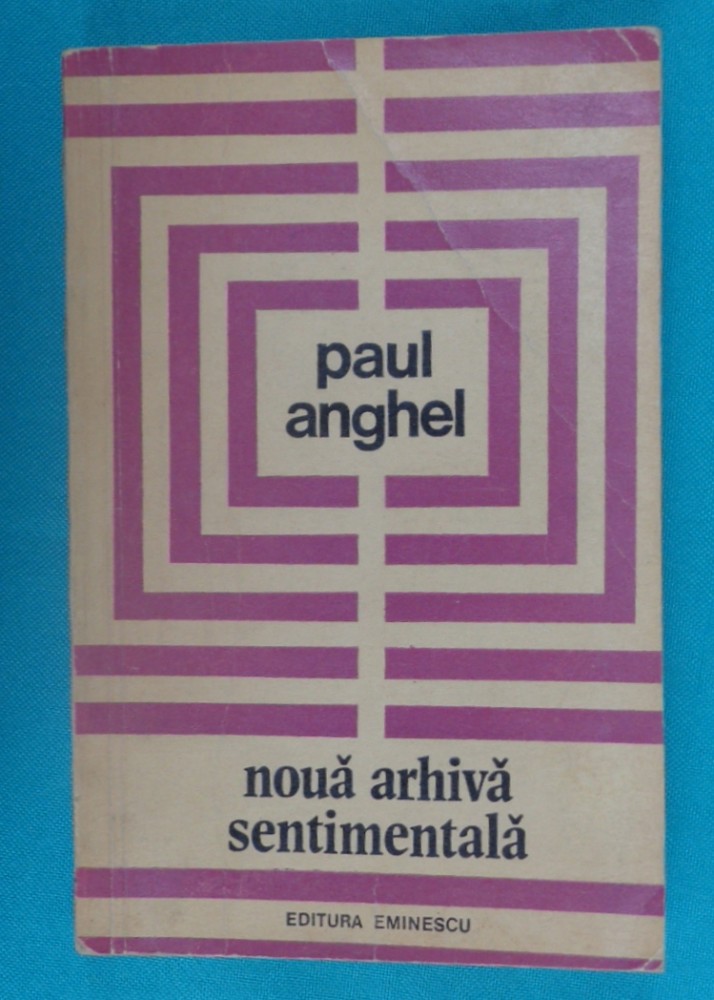 paul
anghel
nouă arhivă
sentimentală
EDITURA EMINESCU